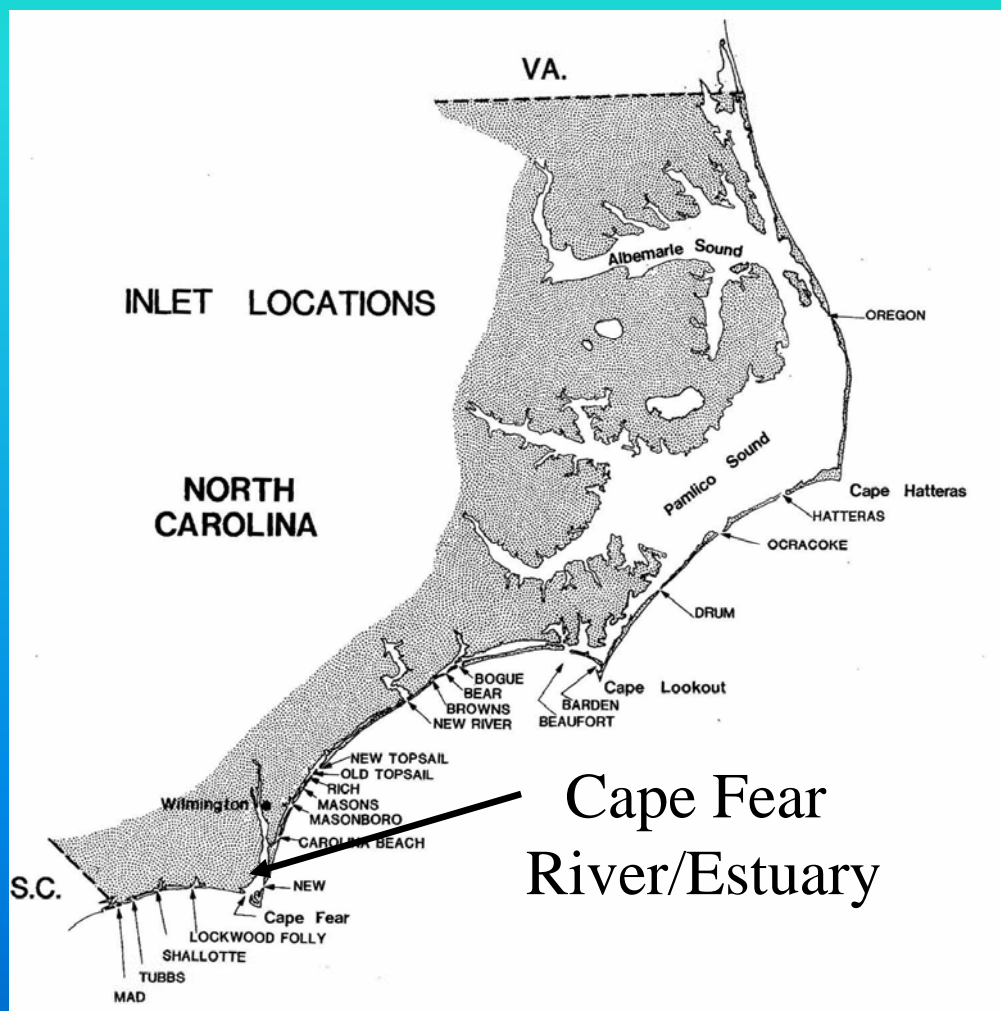 VA.
Albemarle Sound
INLET LOCATIONS
OREGON
NORTH
CAROLINA
Pamlico Sound
Cape Hatteras
HATTERAS
OCRACOKE
DRUM
BOGUE
BEAR
BROWNS
NEW RIVER
Cape Lookout
BARDEN
BEAUFORT
NEW TOPSAIL
OLD TOPSAIL
RICH
MASONS
MASONBORO
Wilmington
CAROLINA BEACH
Cape Fear
River/Estuary
S.C.
NEW
Cape Fear
LOCKWOOD FOLLY
SHALLOTTE
TUBBS
MAD